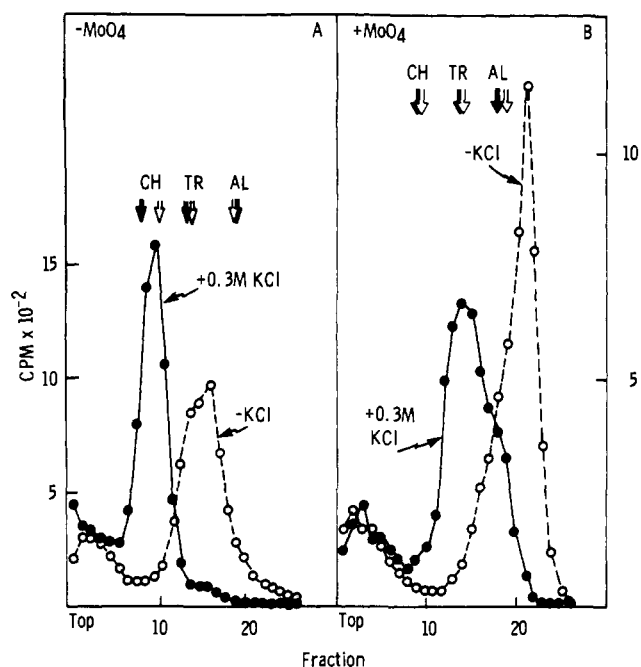 -MoO4 A
CH TR AL
+0.3M KCl
-KCl
15
10
5
CPM x 10-2
Top 10 20
+MoO4 B
CH TR AL
-KCl
+0.3M
KCl
10
5
Top 10 20
Fraction